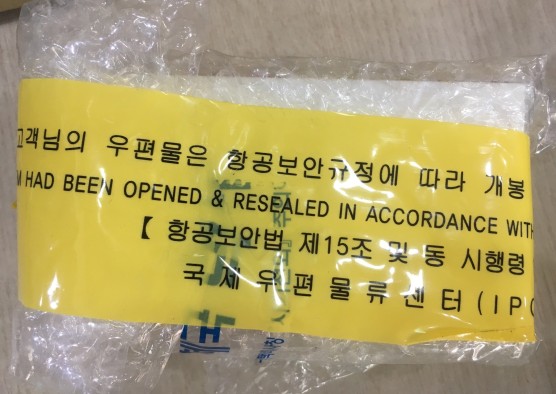 고객님의 우편물은 항공보안규정에 따라 개봉
M HAD BEEN OPENED & RESEALED IN ACCORDANCE WITH
【 항공보안법 제15조 및 동 시행령
국제우편물류센터(IPO